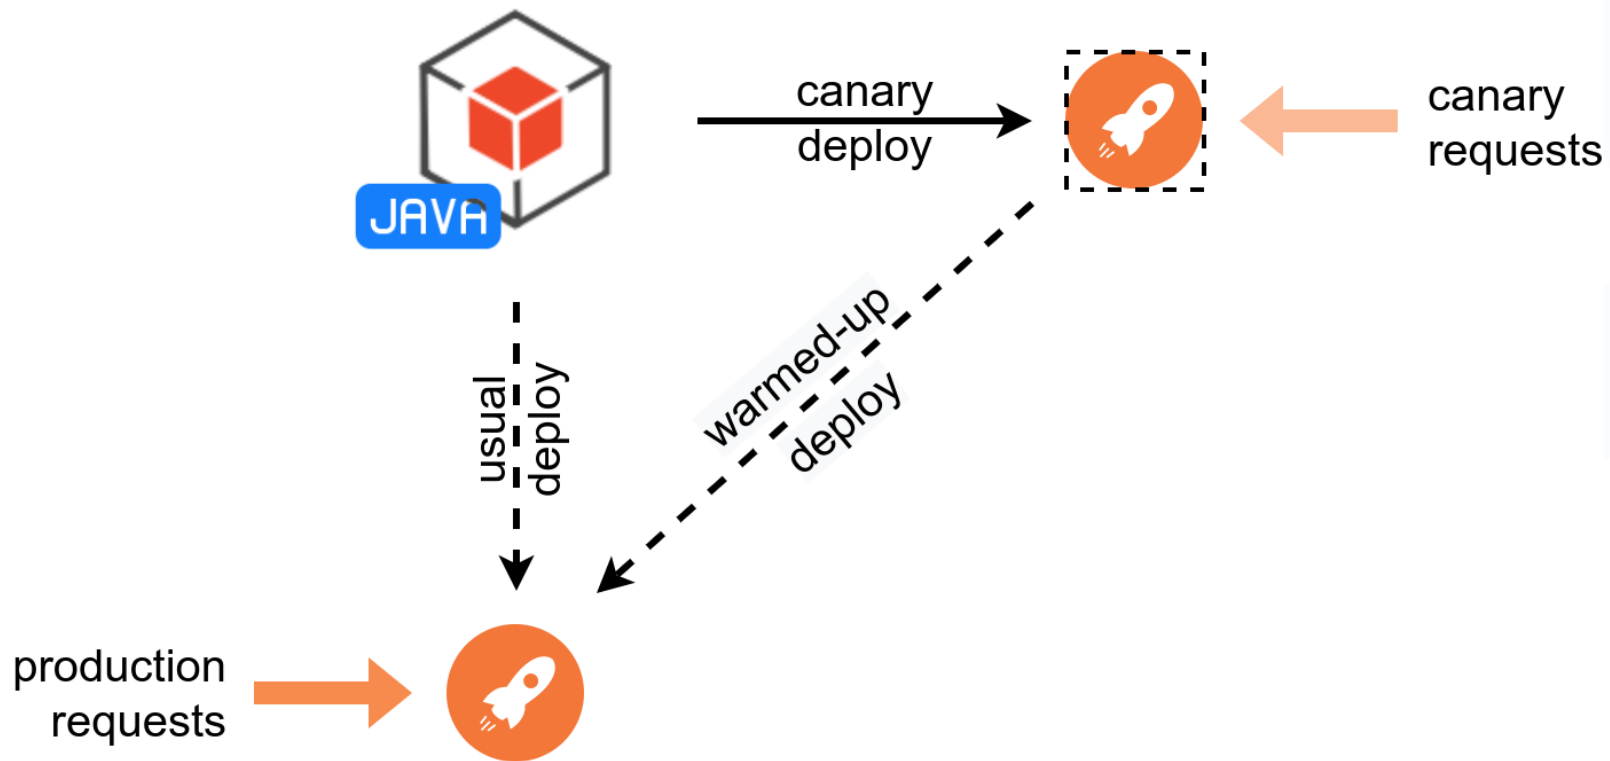 canary
deploy
canary
requests
JAVA
warmed-up
deploy
usual
deploy
production
requests